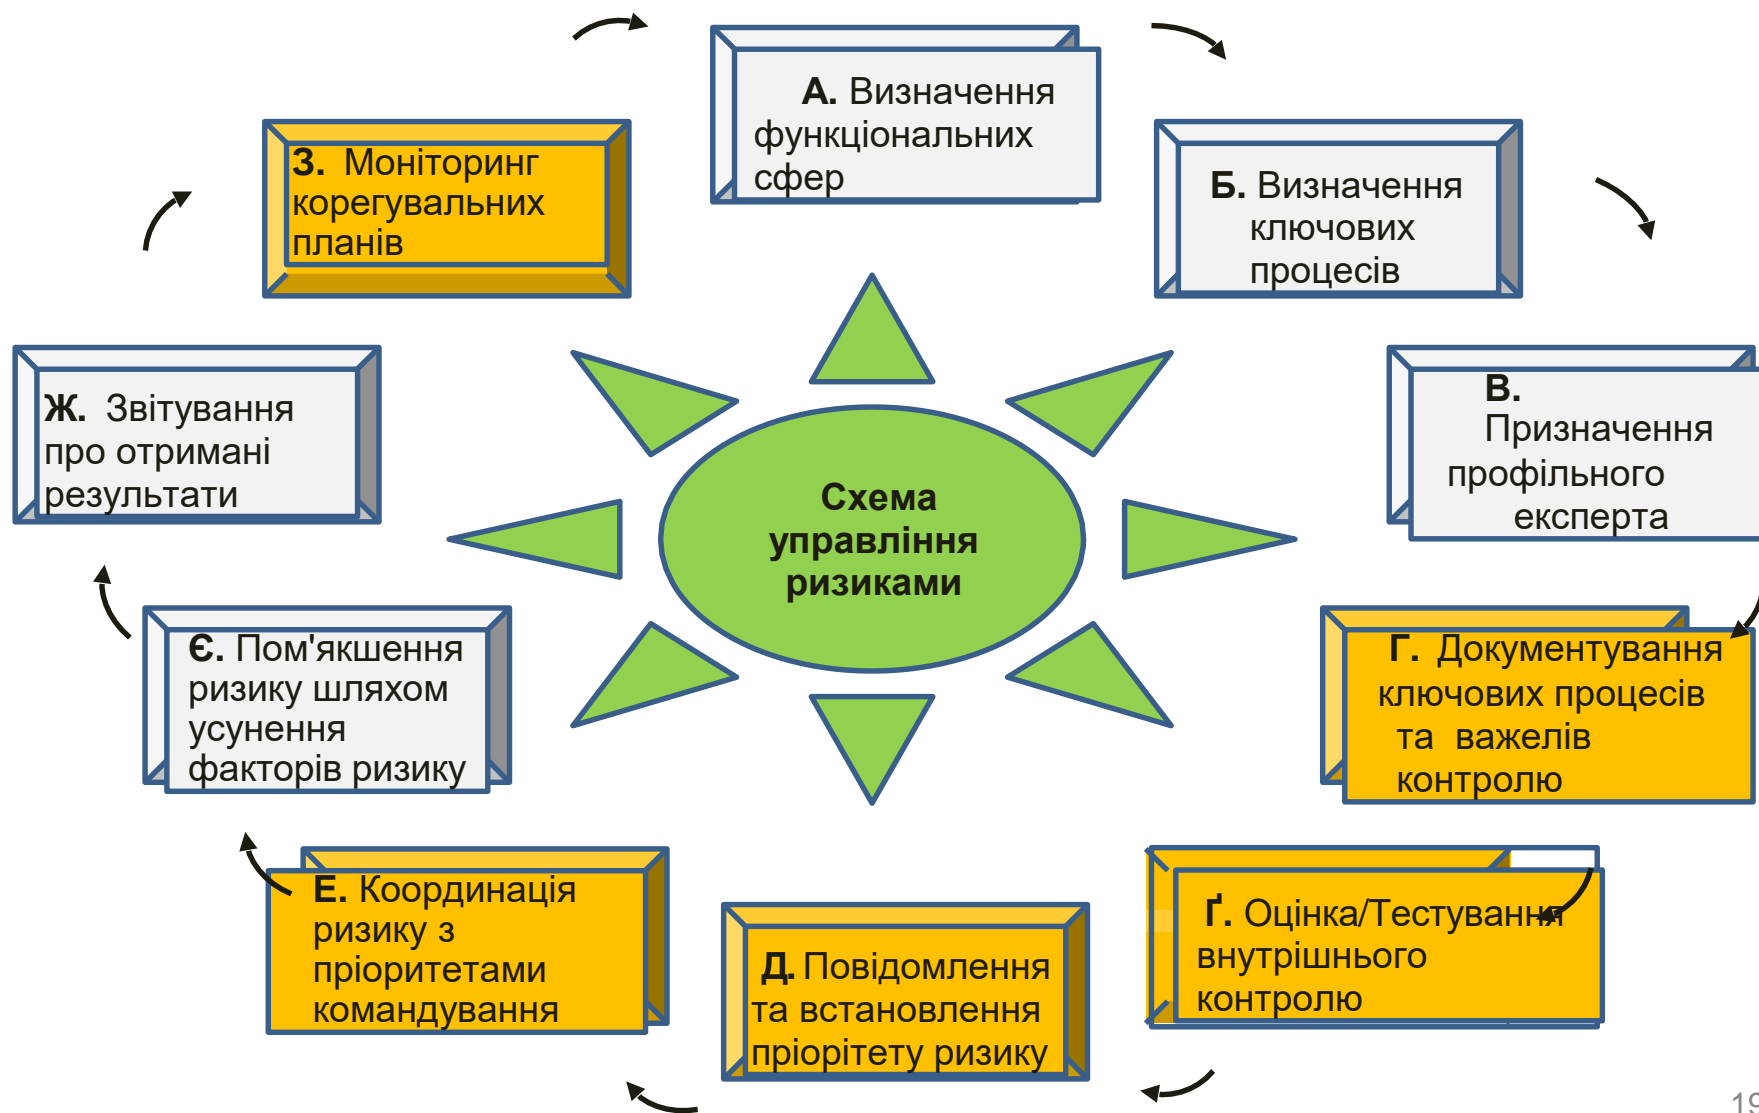 А. Визначення
функціональних
сфер
Б. Визначення
ключових
процесів
В.
Призначення
профільного
експерта
Г. Документування
ключових процесів
та важелів
контролю
Ґ. Оцінка/Тестування
внутрішнього
контролю
Д. Повідомлення
та встановлення
пріорітету ризику
Е. Координація
ризику з
пріоритетами
командування
Є. Пом'якшення
ризику шляхом
усунення
факторів ризику
Ж. Звітування
про отримані
результати
З. Моніторинг
корегувальних
планів
Схема
управління
ризиками
19